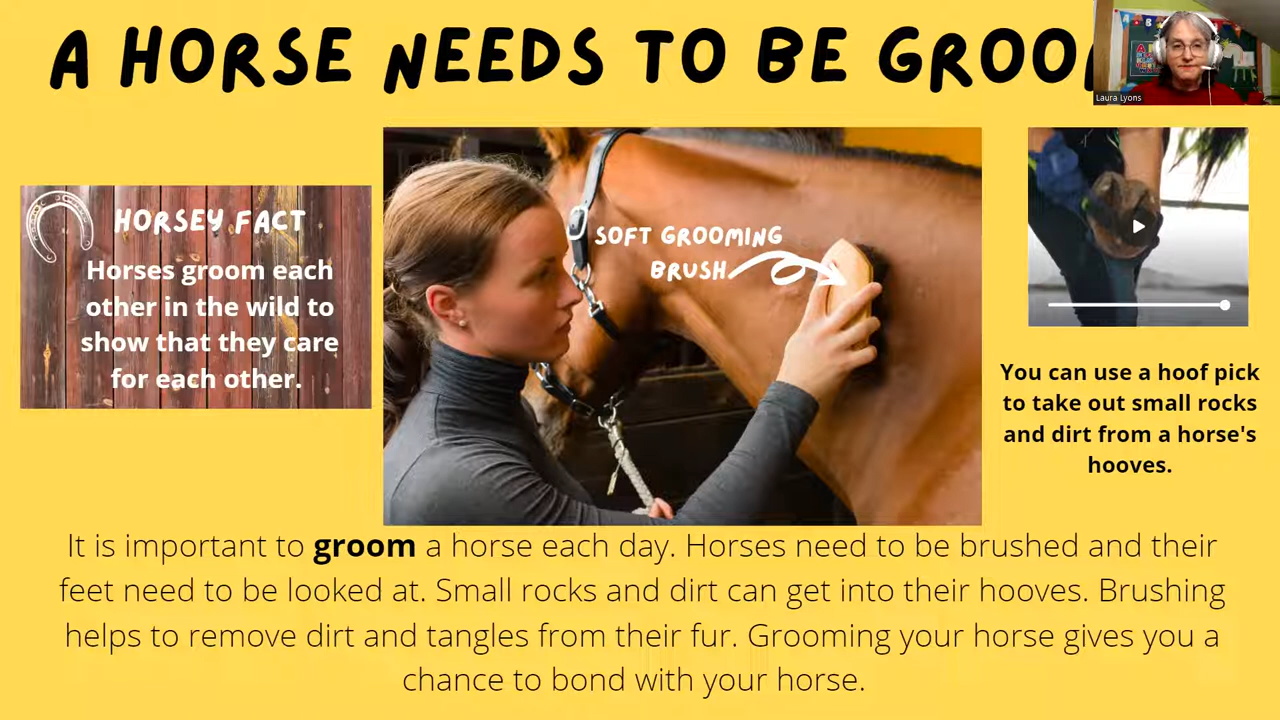 A HORSE NEEDS TO BE GROO
Laura Lyons
HORSEY FACT
Horses groom each
other in the wild to
show that they care
for each other.
SOFT GROOMING
BRUSH
You can use a hoof pick
to take out small rocks
and dirt from a horse's
hooves.
It is important to groom a horse each day. Horses need to be brushed and their
feet need to be looked at. Small rocks and dirt can get into their hooves. Brushing
helps to remove dirt and tangles from their fur. Grooming your horse gives you a
chance to bond with your horse.